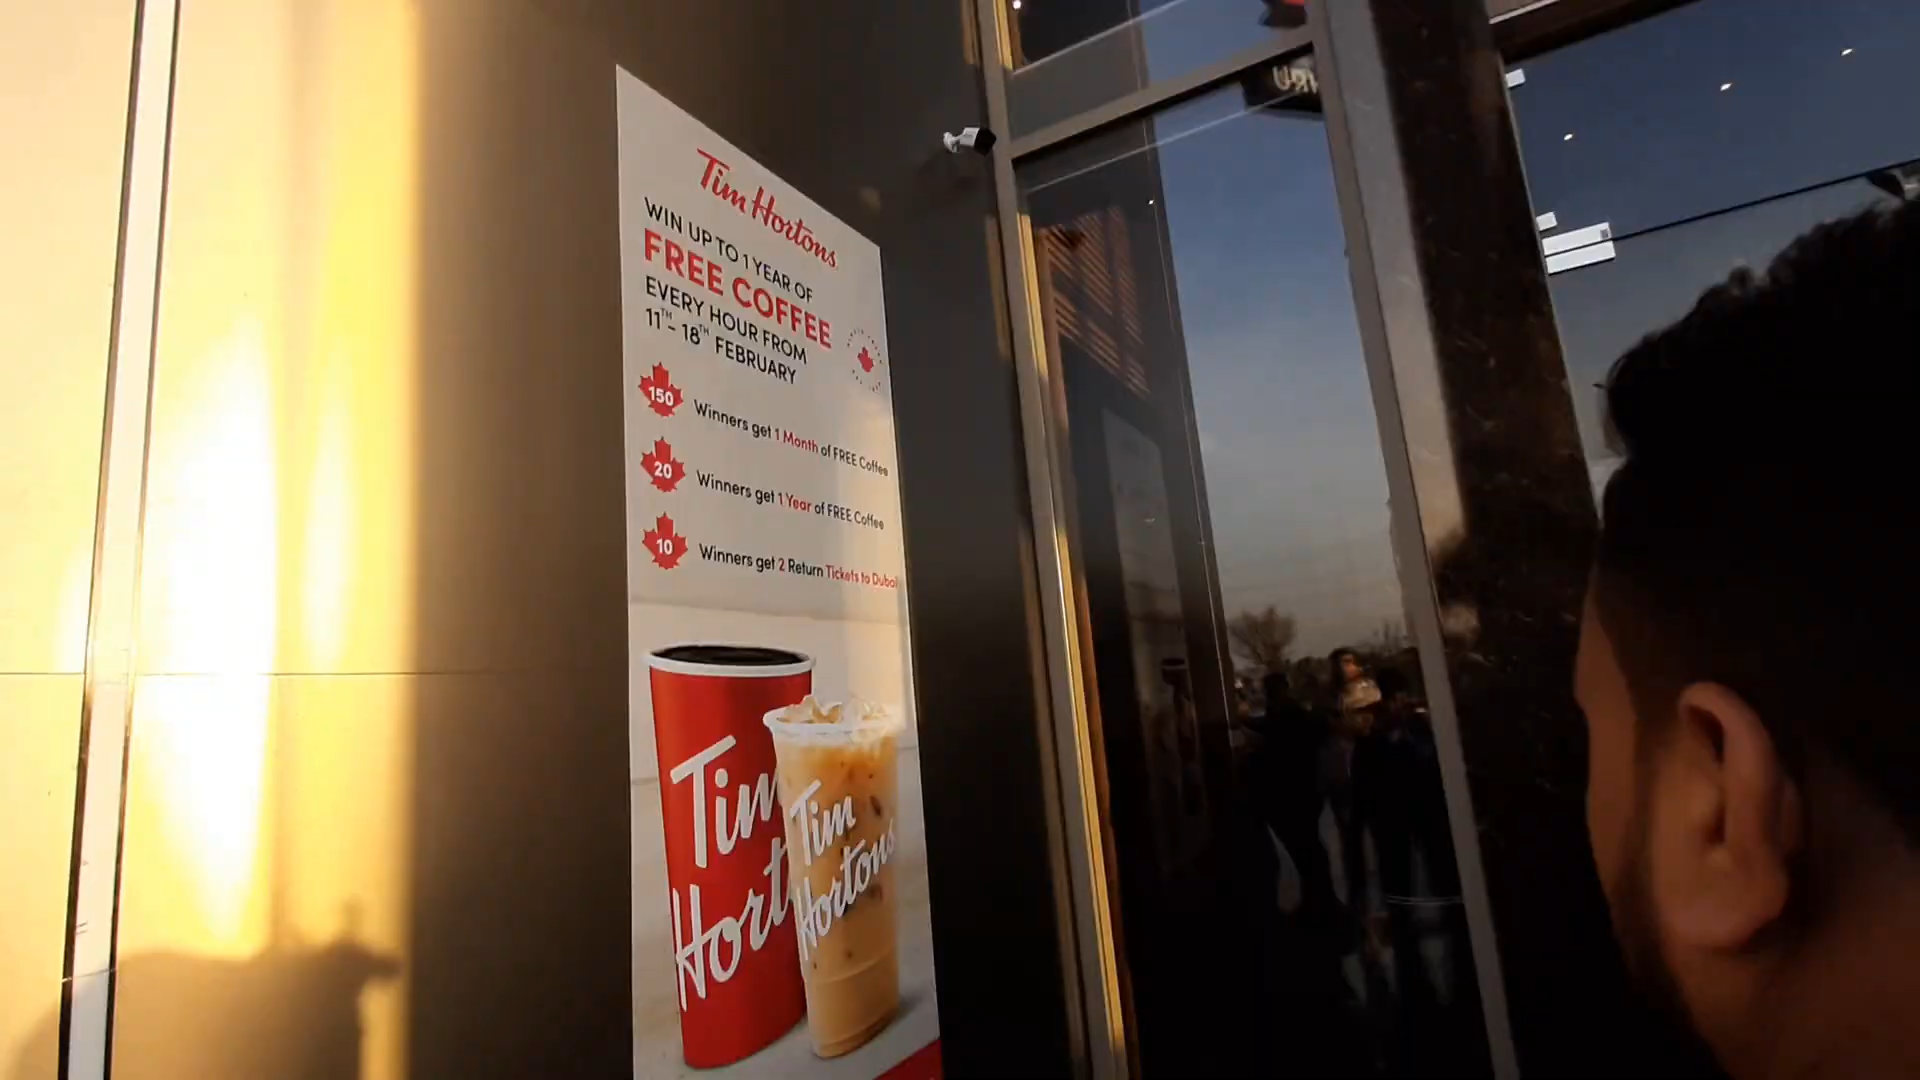 Tim Hortons
WIN UP TO 1 YEAR OF
FREE COFFEE
EVERY HOUR FROM
11TH - 18TH FEBRUARY
150 Winners get 1 Month of FREE Coffee
20 Winners get 1 Year of FREE Coffee
10 Winners get 2 Return Tickets to Dubai
Tim
Hort
Tim
Hortons